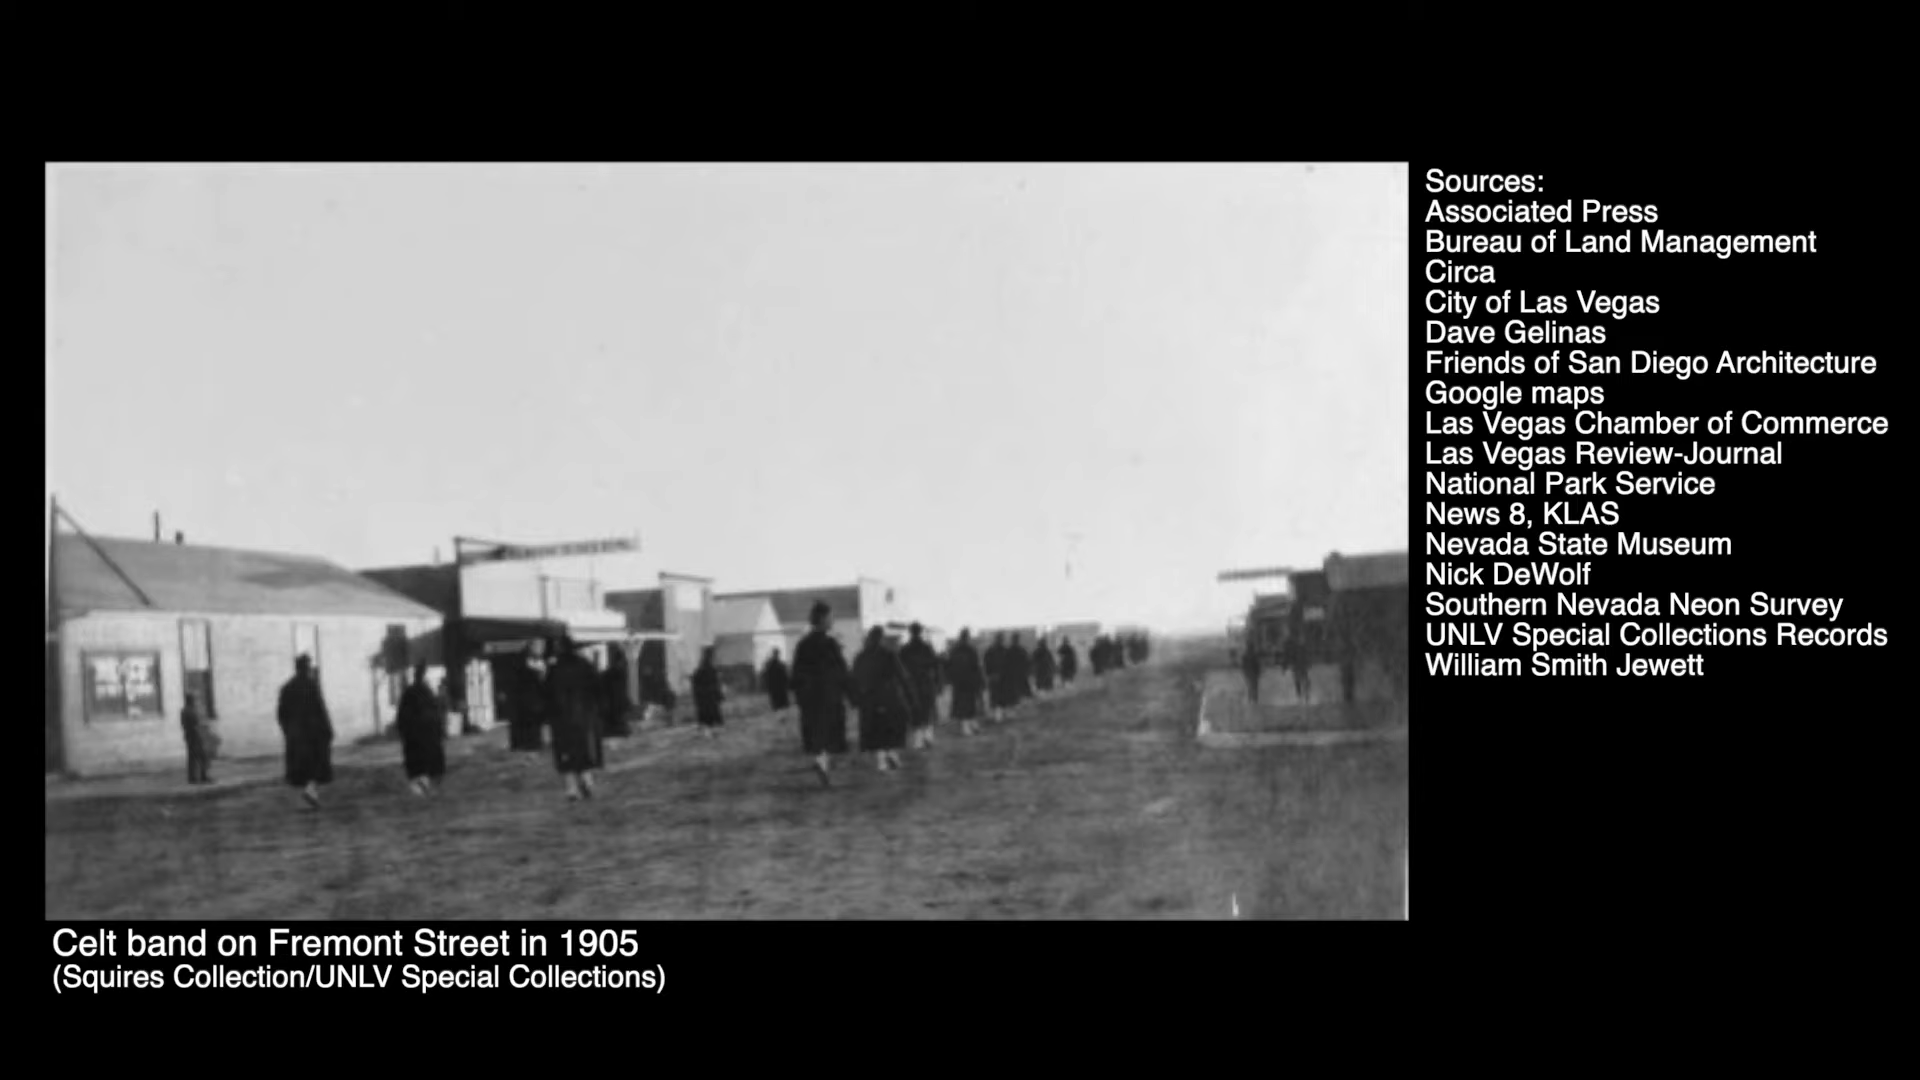 Sources:
Associated Press
Bureau of Land Management
Circa
City of Las Vegas
Dave Gelinas
Friends of San Diego Architecture
Google maps
Las Vegas Chamber of Commerce
Las Vegas Review-Journal
National Park Service
News 8, KLAS
Nevada State Museum
Nick DeWolf
Southern Nevada Neon Survey
UNLV Special Collections Records
William Smith Jewett
Celt band on Fremont Street in 1905
(Squires Collection/UNLV Special Collections)